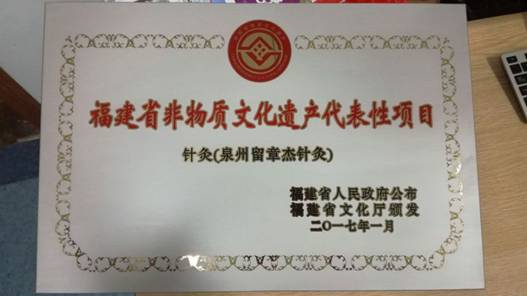 福建省非物质文化遗产代表性项目
针灸(泉州留章杰针灸)
福建省人民政府公布
福建省文化厅颁发
二〇一七年一月